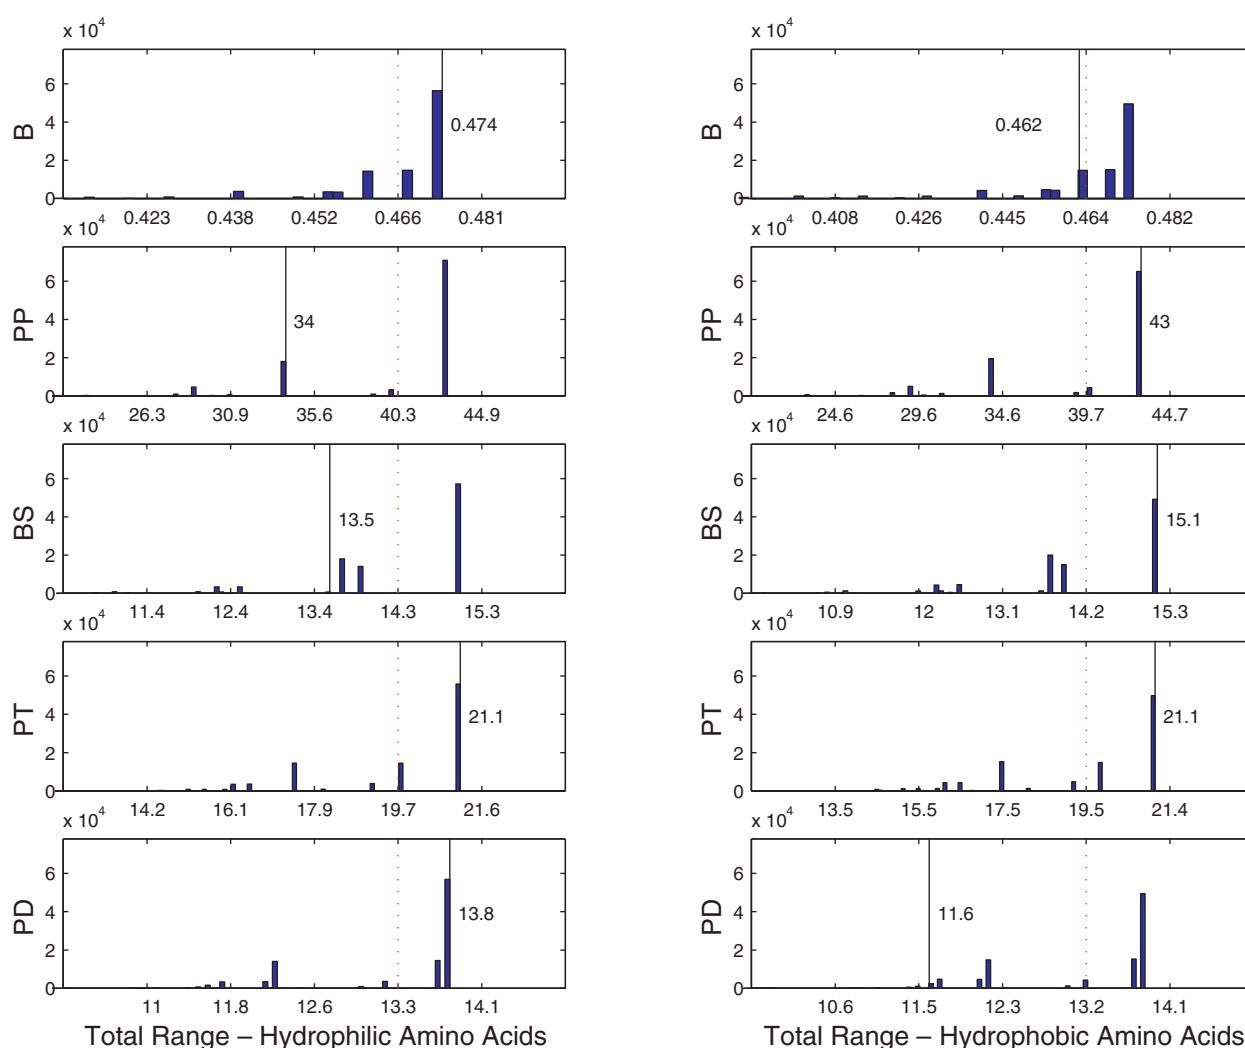 x 10^4
6
4
2
0
B
0.474
0.423 0.438 0.452 0.466 0.481
x 10^4
6
4
2
0
PP
34
26.3 30.9 35.6 40.3 44.9
x 10^4
6
4
2
0
BS
13.5
11.4 12.4 13.4 14.3 15.3
x 10^4
6
4
2
0
PT
21.1
14.2 16.1 17.9 19.7 21.6
x 10^4
6
4
2
0
PD
13.8
11 11.8 12.6 13.3 14.1
Total Range – Hydrophilic Amino Acids
x 10^4
6
4
2
0
B
0.462
0.408 0.426 0.445 0.464 0.482
x 10^4
6
4
2
0
PP
43
24.6 29.6 34.6 39.7 44.7
x 10^4
6
4
2
0
BS
15.1
10.9 12 13.1 14.2 15.3
x 10^4
6
4
2
0
PT
21.1
13.5 15.5 17.5 19.5 21.4
x 10^4
6
4
2
0
PD
11.6
10.6 11.5 12.3 13.2 14.1
Total Range – Hydrophobic Amino Acids